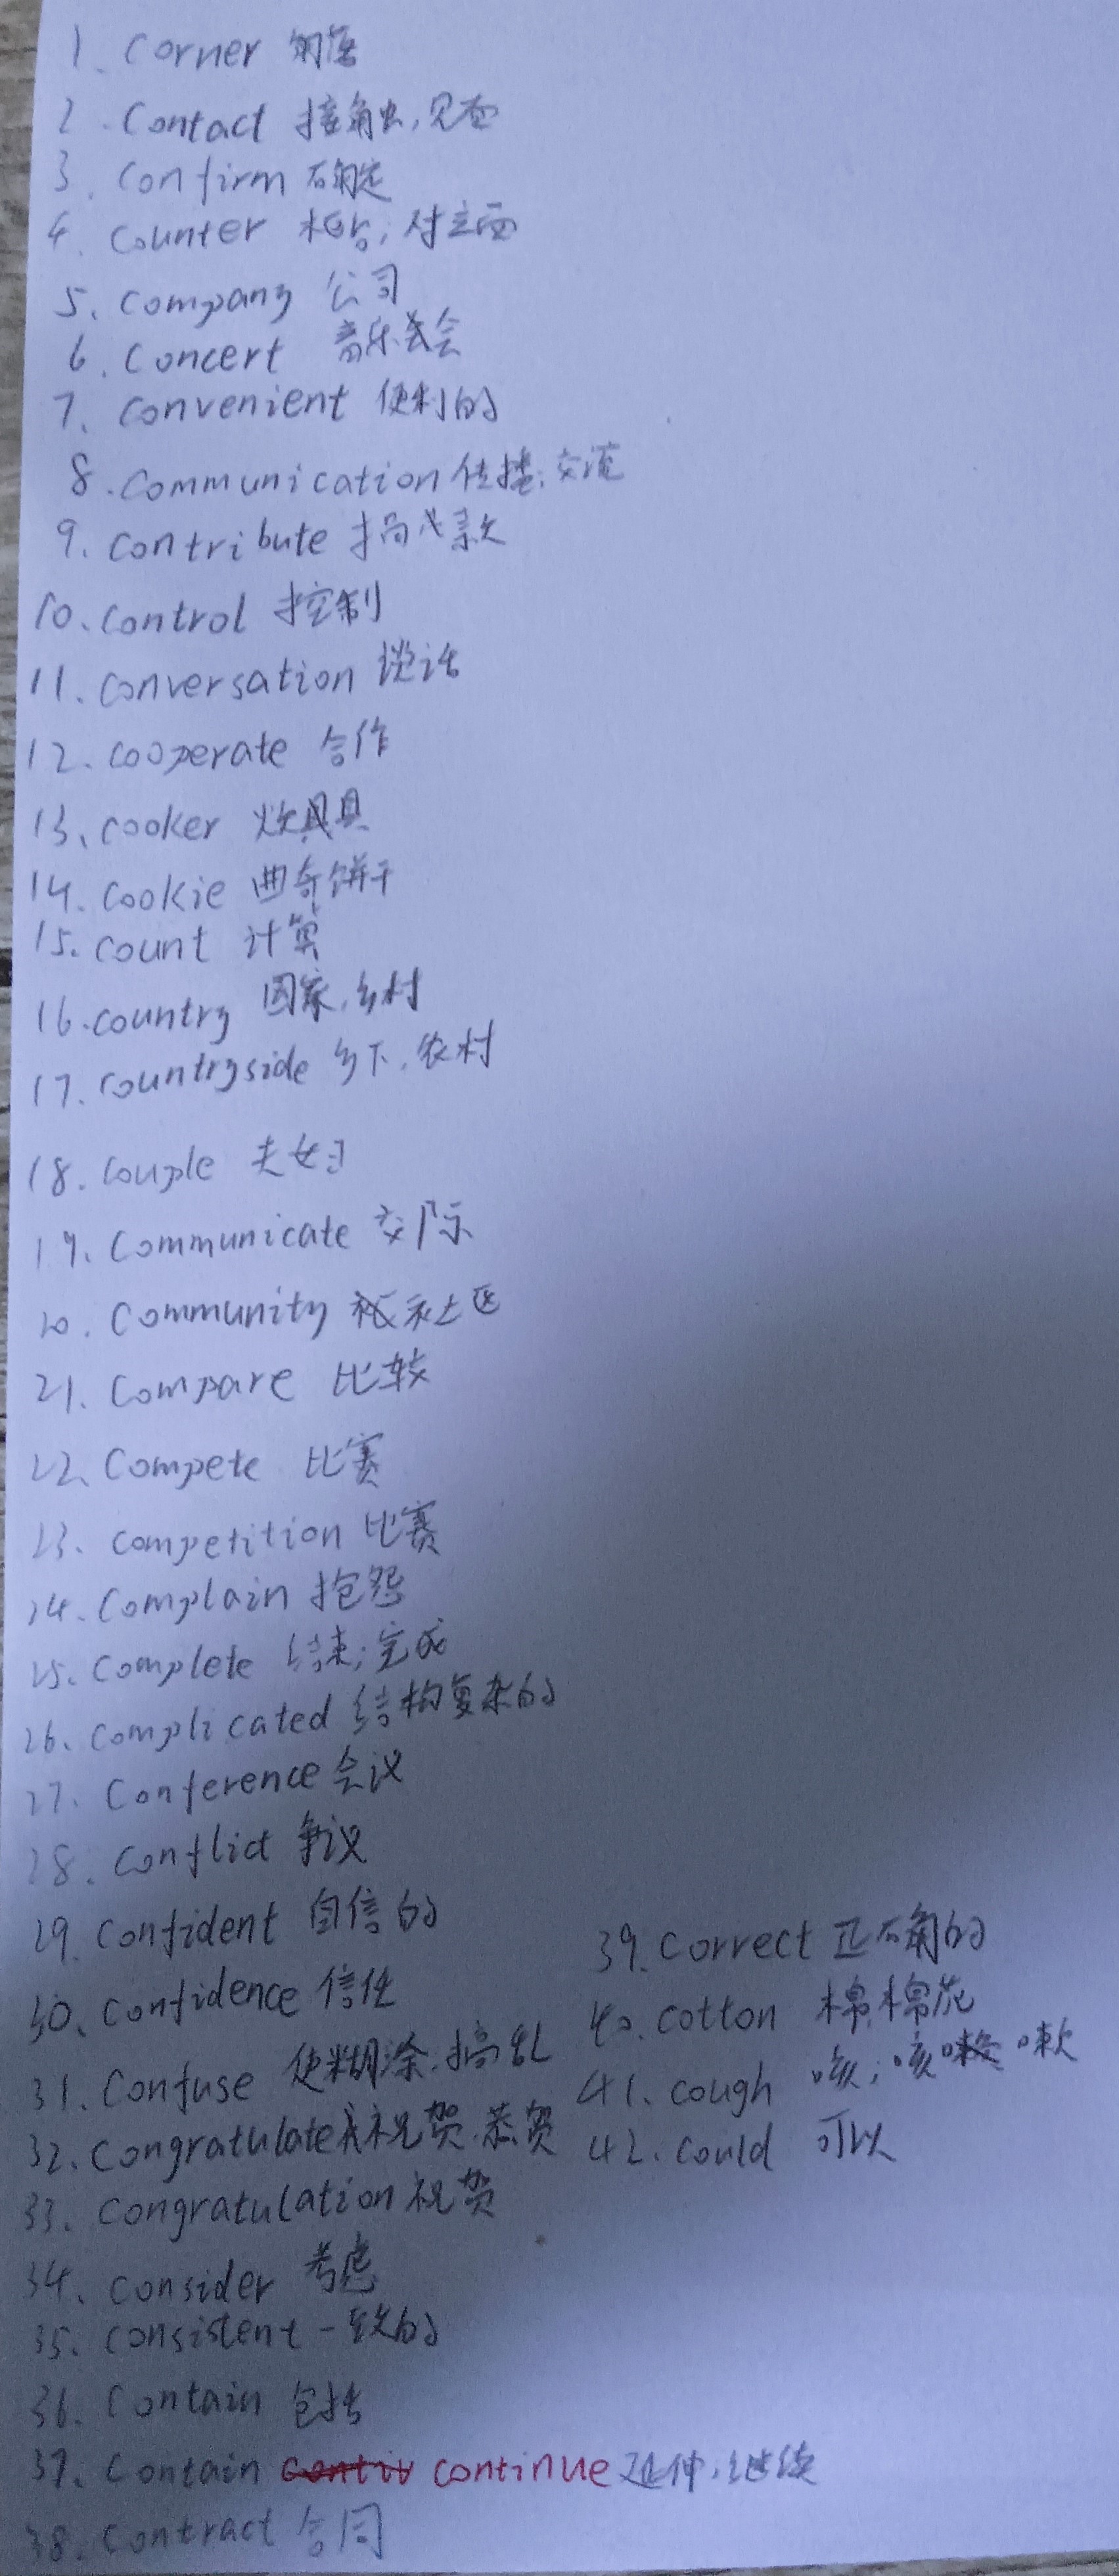 1. Corner 角落
2. Contact 接触,见面
3. Confirm 确定
4. Counter 柜台,对立面
5. Company 公司
6. Concert 音乐会
7. Convenient 便利的
8. Communication 传播;交流
9. Contribute 捐款
10. Control 控制
11. Conversation 谈话
12. Cooperate 合作
13. Cooker 炊具
14. Cookie 曲奇饼干
15. Count 计算
16. Country 国家,乡村
17. Countryside 乡下,农村
18. Couple 夫妇
19. Communicate 交际
20. Community 社区
21. Compare 比较
22. Compete 比赛
23. Competition 比赛
24. Complain 抱怨
25. Complete 结束;完成
26. Complicated 结构复杂的
27. Conference 会议
28. Conflict 争议
29. Confident 自信的
30. Confidence 信任
31. Confuse 使糊涂,搞乱
32. Congratulate 祝贺,恭贺
33. Congratulation 祝贺
34. Consider 考虑
35. Consistent 一致的
36. Contain 包括
37. Contain contin continue 延伸,继续
38. Contract 合同
39. Correct 正确的
40. Cotton 棉,棉花
41. Cough 咳;咳嗽
42. Could 可以